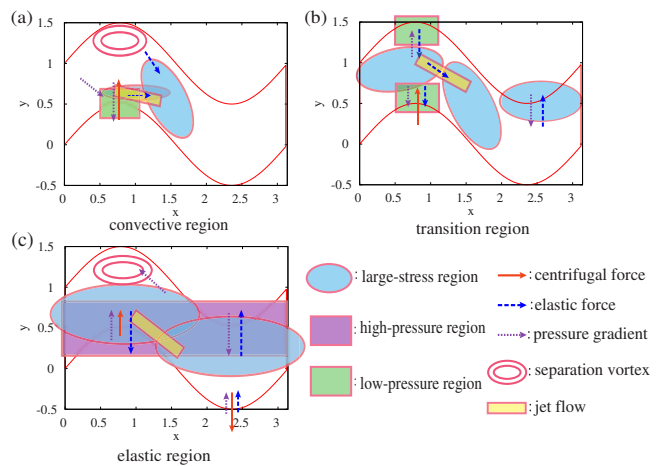 (a)
1.5
1
0.5
0
-0.5
y
0
0.5
1
1.5
2
2.5
3
x
convective region
(b)
1.5
1
0.5
0
-0.5
y
0
0.5
1
1.5
2
2.5
3
x
transition region
(c)
1.5
1
0.5
0
-0.5
y
0
0.5
1
1.5
2
2.5
3
x
elastic region
: large-stress region
: high-pressure region
: low-pressure region
: centrifugal force
: elastic force
: pressure gradient
: separation vortex
: jet flow